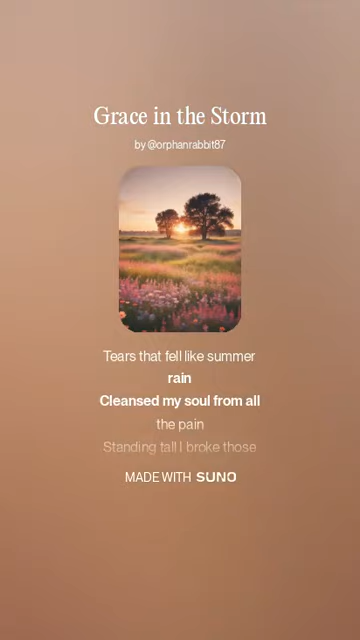 Grace in the Storm
by @orphanrabbit87
Tears that fell like summer
rain
Cleansed my soul from all
the pain
Standing tall I broke those
MADE WITH SUNO